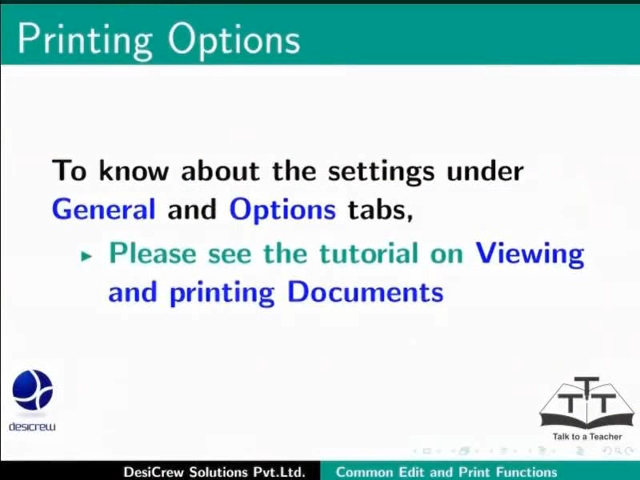 Printing Options
To know about the settings under
General and Options tabs,
Please see the tutorial on Viewing
and printing Documents
desicrew
TTT
Talk to a Teacher
DesiCrew Solutions Pvt.Ltd.
Common Edit and Print Functions